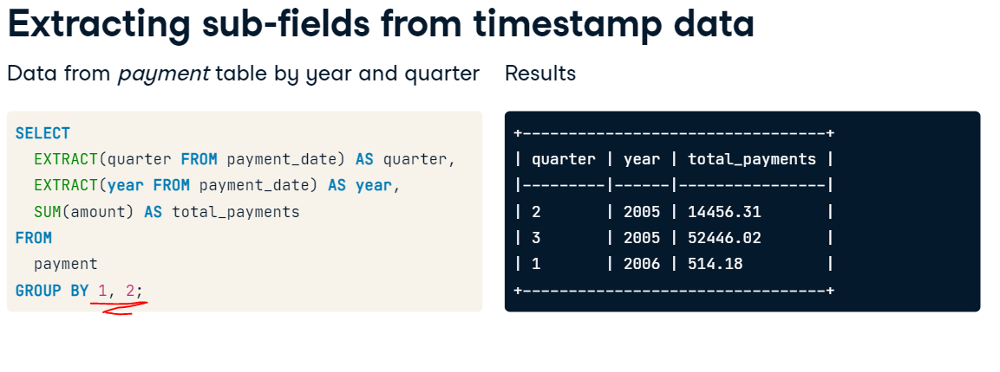 Extracting sub-fields from timestamp data
Data from payment table by year and quarter
Results
SELECT
EXTRACT(quarter FROM payment_date) AS quarter,
EXTRACT(year FROM payment_date) AS year,
SUM(amount) AS total_payments
FROM
payment
GROUP BY 1, 2;
+---------------------------------+
| quarter | year | total_payments |
|---------|------|----------------|
| 2 | 2005 | 14456.31 |
| 3 | 2005 | 52446.02 |
| 1 | 2006 | 514.18 |
+---------------------------------+